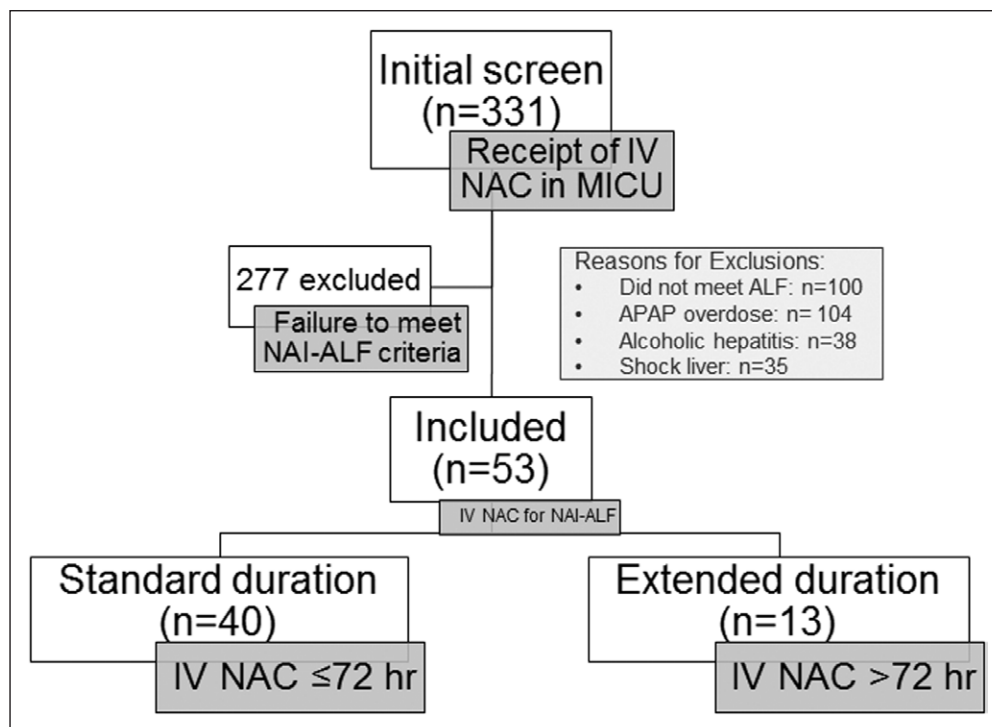 Initial screen
(n=331)
Receipt of IV
NAC in MICU
277 excluded
Failure to meet
NAI-ALF criteria
Reasons for Exclusions:
• Did not meet ALF: n=100
• APAP overdose: n= 104
• Alcoholic hepatitis: n=38
• Shock liver: n=35
Included
(n=53)
IV NAC for NAI-ALF
Standard duration
(n=40)
IV NAC ≤72 hr
Extended duration
(n=13)
IV NAC >72 hr